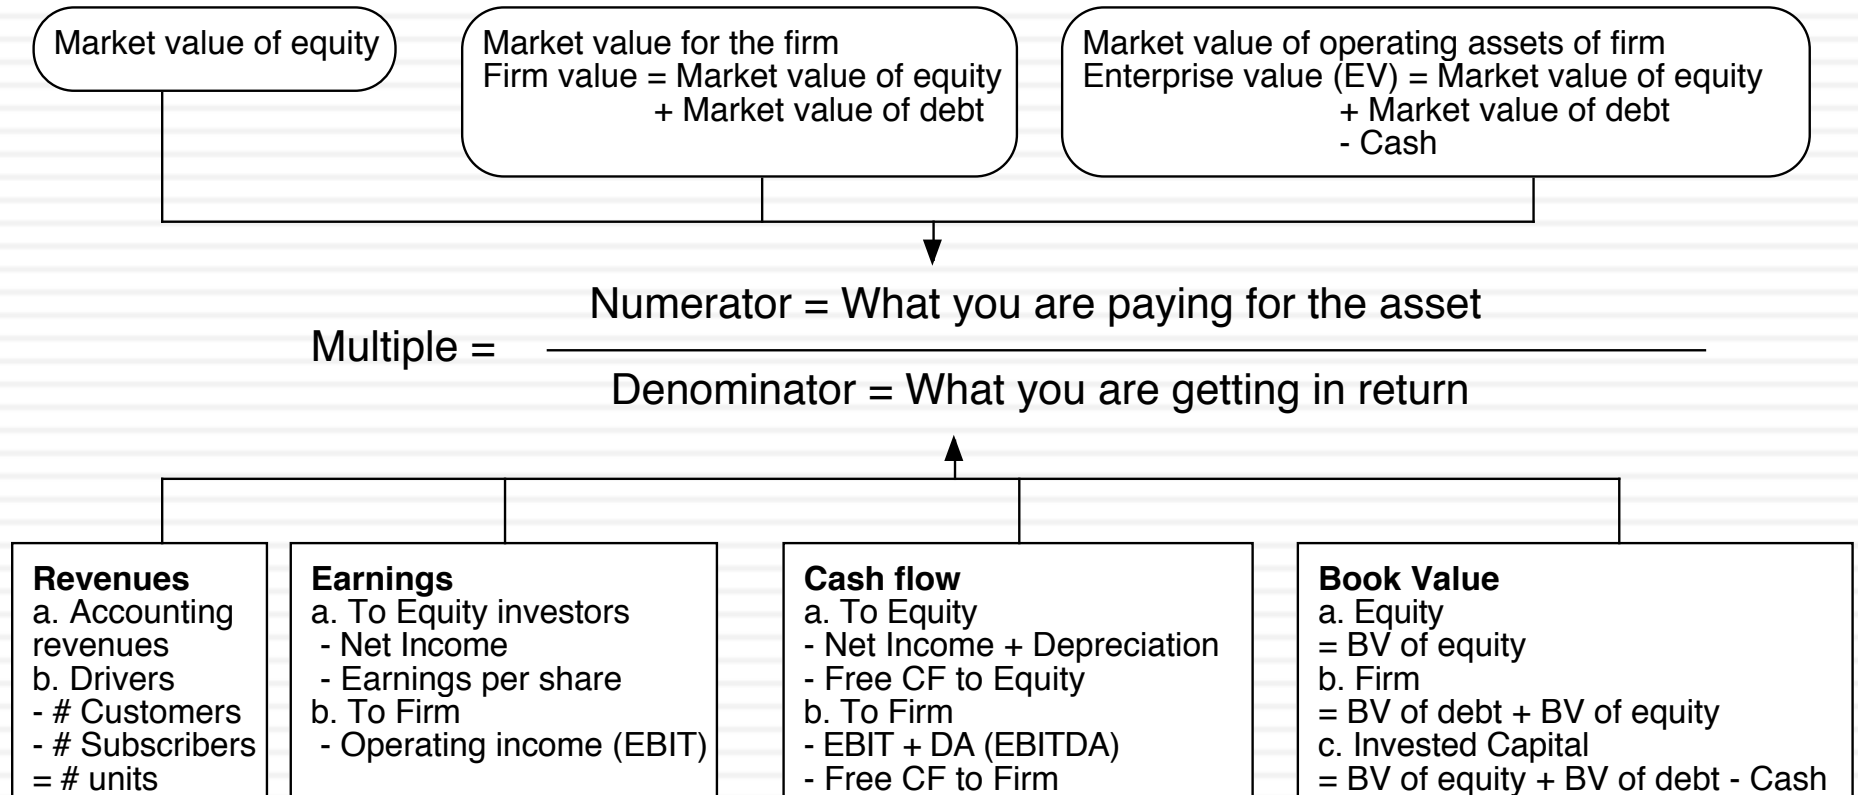 Market value of equity
Market value for the firm
Firm value = Market value of equity
+ Market value of debt
Market value of operating assets of firm
Enterprise value (EV) = Market value of equity
+ Market value of debt
- Cash
Numerator = What you are paying for the asset
Multiple =
Denominator = What you are getting in return
Revenues
a. Accounting
revenues
b. Drivers
- # Customers
- # Subscribers
= # units
Earnings
a. To Equity investors
- Net Income
- Earnings per share
b. To Firm
- Operating income (EBIT)
Cash flow
a. To Equity
- Net Income + Depreciation
- Free CF to Equity
b. To Firm
- EBIT + DA (EBITDA)
- Free CF to Firm
Book Value
a. Equity
= BV of equity
b. Firm
= BV of debt + BV of equity
c. Invested Capital
= BV of equity + BV of debt - Cash